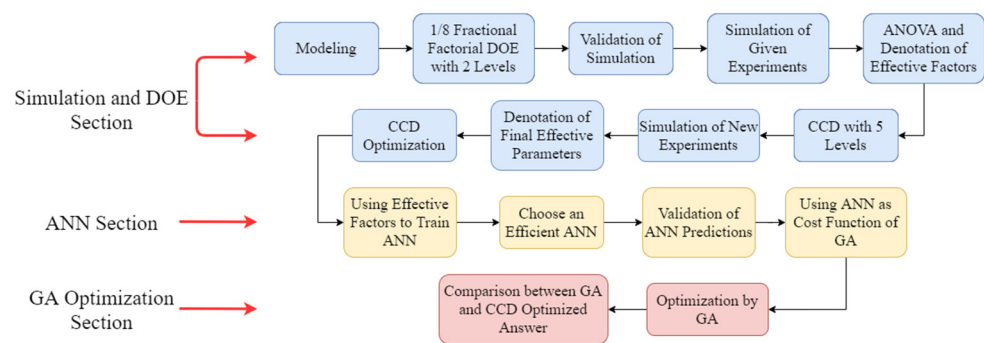 Modeling
1/8 Fractional
Factorial DOE
with 2 Levels
Validation of
Simulation
Simulation of
Given
Experiments
ANOVA and
Denotation of
Effective Factors
Simulation and DOE
Section
CCD
Optimization
Denotation of
Final Effective
Parameters
Simulation of New
Experiments
CCD with 5
Levels
ANN Section
Using Effective
Factors to Train
ANN
Choose an
Efficient ANN
Validation of
ANN Predictions
Using ANN as
Cost Function of
GA
GA Optimization
Section
Comparison between GA
and CCD Optimized
Answer
Optimization by
GA